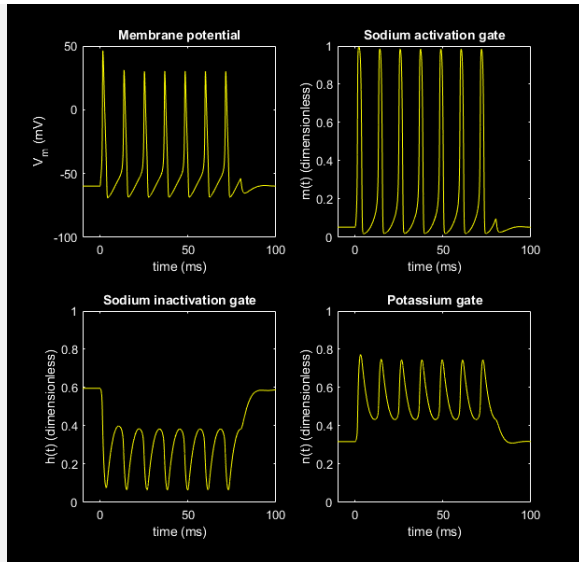 Membrane potential
50
0
-50
-100
V_m (mV)
0
50
100
time (ms)
Sodium activation gate
1
0.8
0.6
0.4
0.2
0
m(t) (dimensionless)
0
50
100
time (ms)
Sodium inactivation gate
1
0.8
0.6
0.4
0.2
0
h(t) (dimensionless)
0
50
100
time (ms)
Potassium gate
1
0.8
0.6
0.4
0.2
0
n(t) (dimensionless)
0
50
100
time (ms)